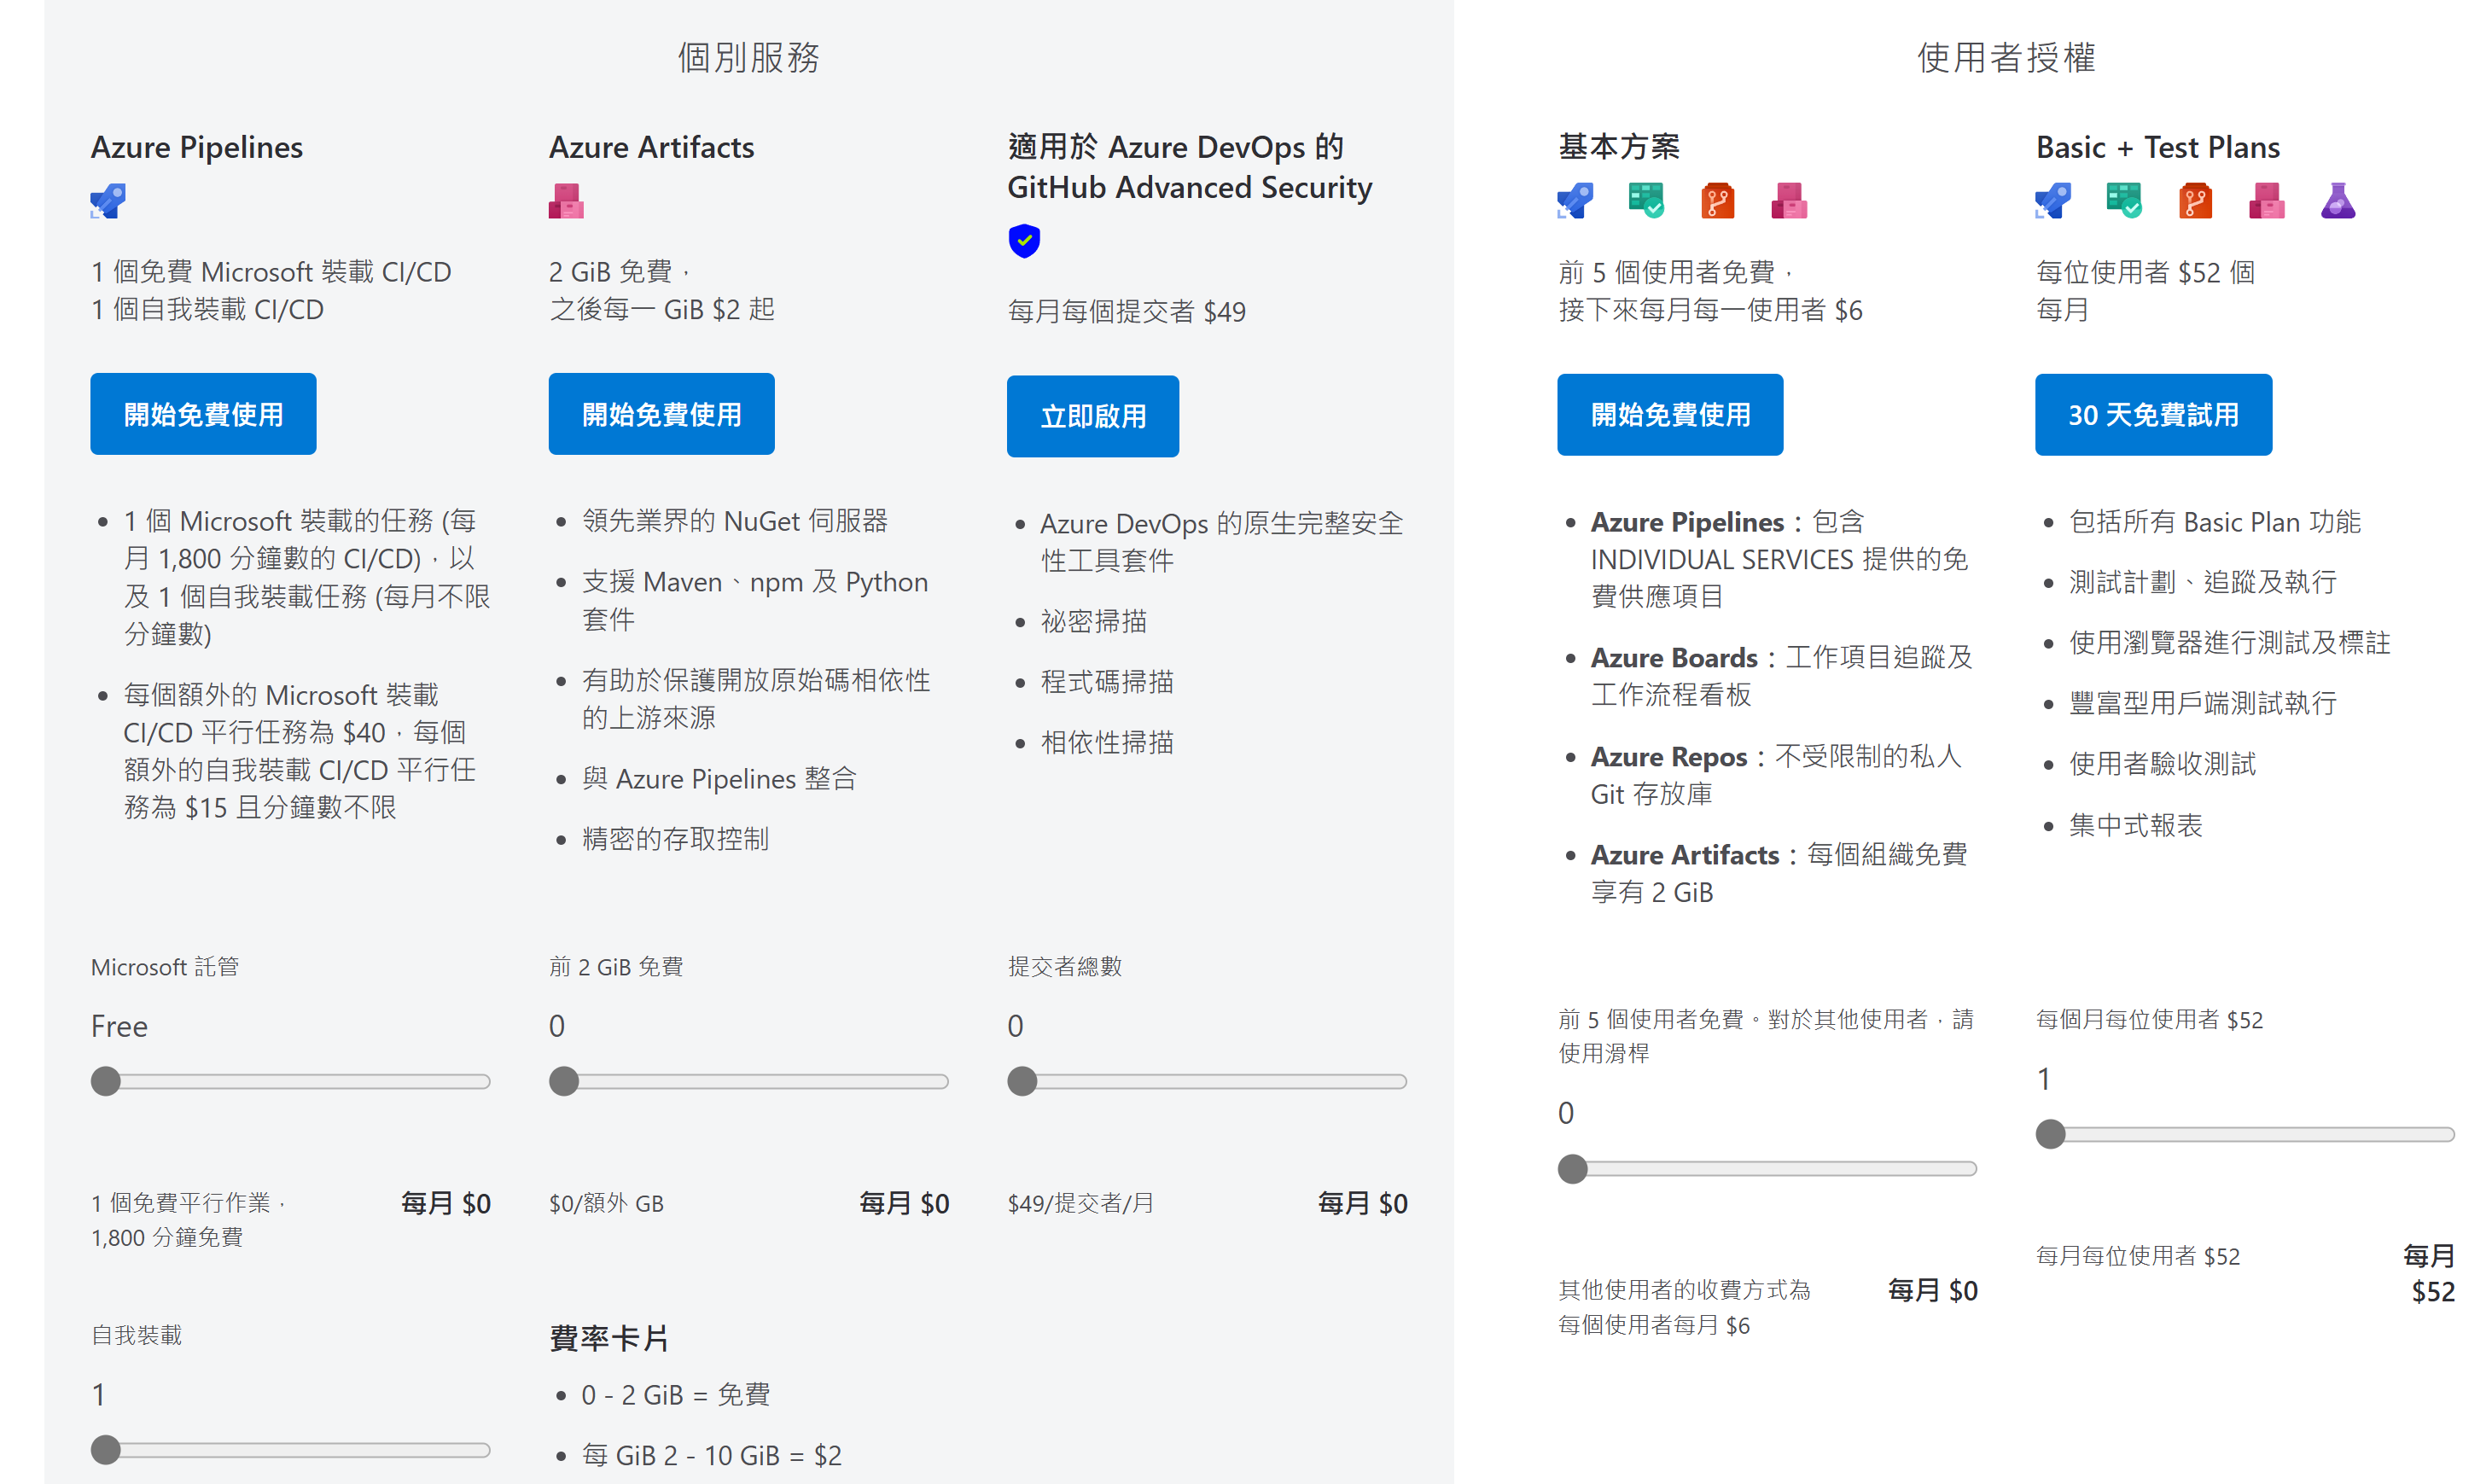 個別服務
Azure Pipelines
1 個免費 Microsoft 裝載 CI/CD
1 個自我裝載 CI/CD
開始免費使用
1 個 Microsoft 裝載的任務 (每
月 1,800 分鐘數的 CI/CD)，以
及 1 個自我裝載任務 (每月不限
分鐘數)
每個額外的 Microsoft 裝載
CI/CD 平行任務為 $40，每個
額外的自我裝載 CI/CD 平行任
務為 $15 且分鐘數不限
Microsoft 託管
Free
1 個免費平行作業，
1,800 分鐘免費
每月 $0
自我裝載
1
Azure Artifacts
2 GiB 免費，
之後每一 GiB $2 起
開始免費使用
領先業界的 NuGet 伺服器
支援 Maven、npm 及 Python
套件
有助於保護開放原始碼相依性
的上游來源
與 Azure Pipelines 整合
精密的存取控制
前 2 GiB 免費
0
$0/額外 GB
每月 $0
費率卡片
0 - 2 GiB = 免費
每 GiB 2 - 10 GiB = $2
適用於 Azure DevOps 的
GitHub Advanced Security
每月每個提交者 $49
立即啟用
Azure DevOps 的原生完整安全
性工具套件
祕密掃描
程式碼掃描
相依性掃描
提交者總數
0
$49/提交者/月
每月 $0
使用者授權
基本方案
前 5 個使用者免費，
接下來每月每一使用者 $6
開始免費使用
Azure Pipelines：包含
INDIVIDUAL SERVICES 提供的免
費供應項目
Azure Boards：工作項目追蹤及
工作流程看板
Azure Repos：不受限制的私人
Git 存放庫
Azure Artifacts：每個組織免費
享有 2 GiB
前 5 個使用者免費。對於其他使用者，請
使用滑桿
0
其他使用者的收費方式為
每個使用者每月 $6
每月 $0
Basic + Test Plans
每位使用者 $52 個
每月
30 天免費試用
包括所有 Basic Plan 功能
測試計劃、追蹤及執行
使用瀏覽器進行測試及標註
豐富型用戶端測試執行
使用者驗收測試
集中式報表
每個月每位使用者 $52
1
每月每位使用者 $52
每月
$52